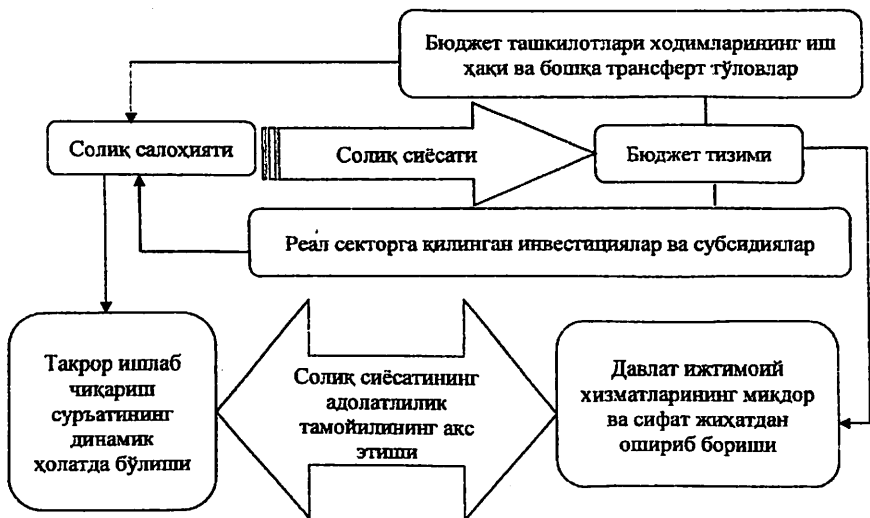 Бюджет ташкилотлари ходимларининг иш
ҳақи ва бошқа трансферт тўловлар
Солиқ салоҳияти
Солиқ сиёсати
Бюджет тизими
Реал секторга қилинган инвестициялар ва субсидиялар
Такрор ишлаб
чиқариш
суръатининг
динамик
ҳолатда бўлиши
Солиқ сиёсатининг
адолатлилик
тамойилининг акс
этиши
Давлат ижтимоий
хизматларининг миқдор
ва сифат жиҳатдан
ошириб бориши